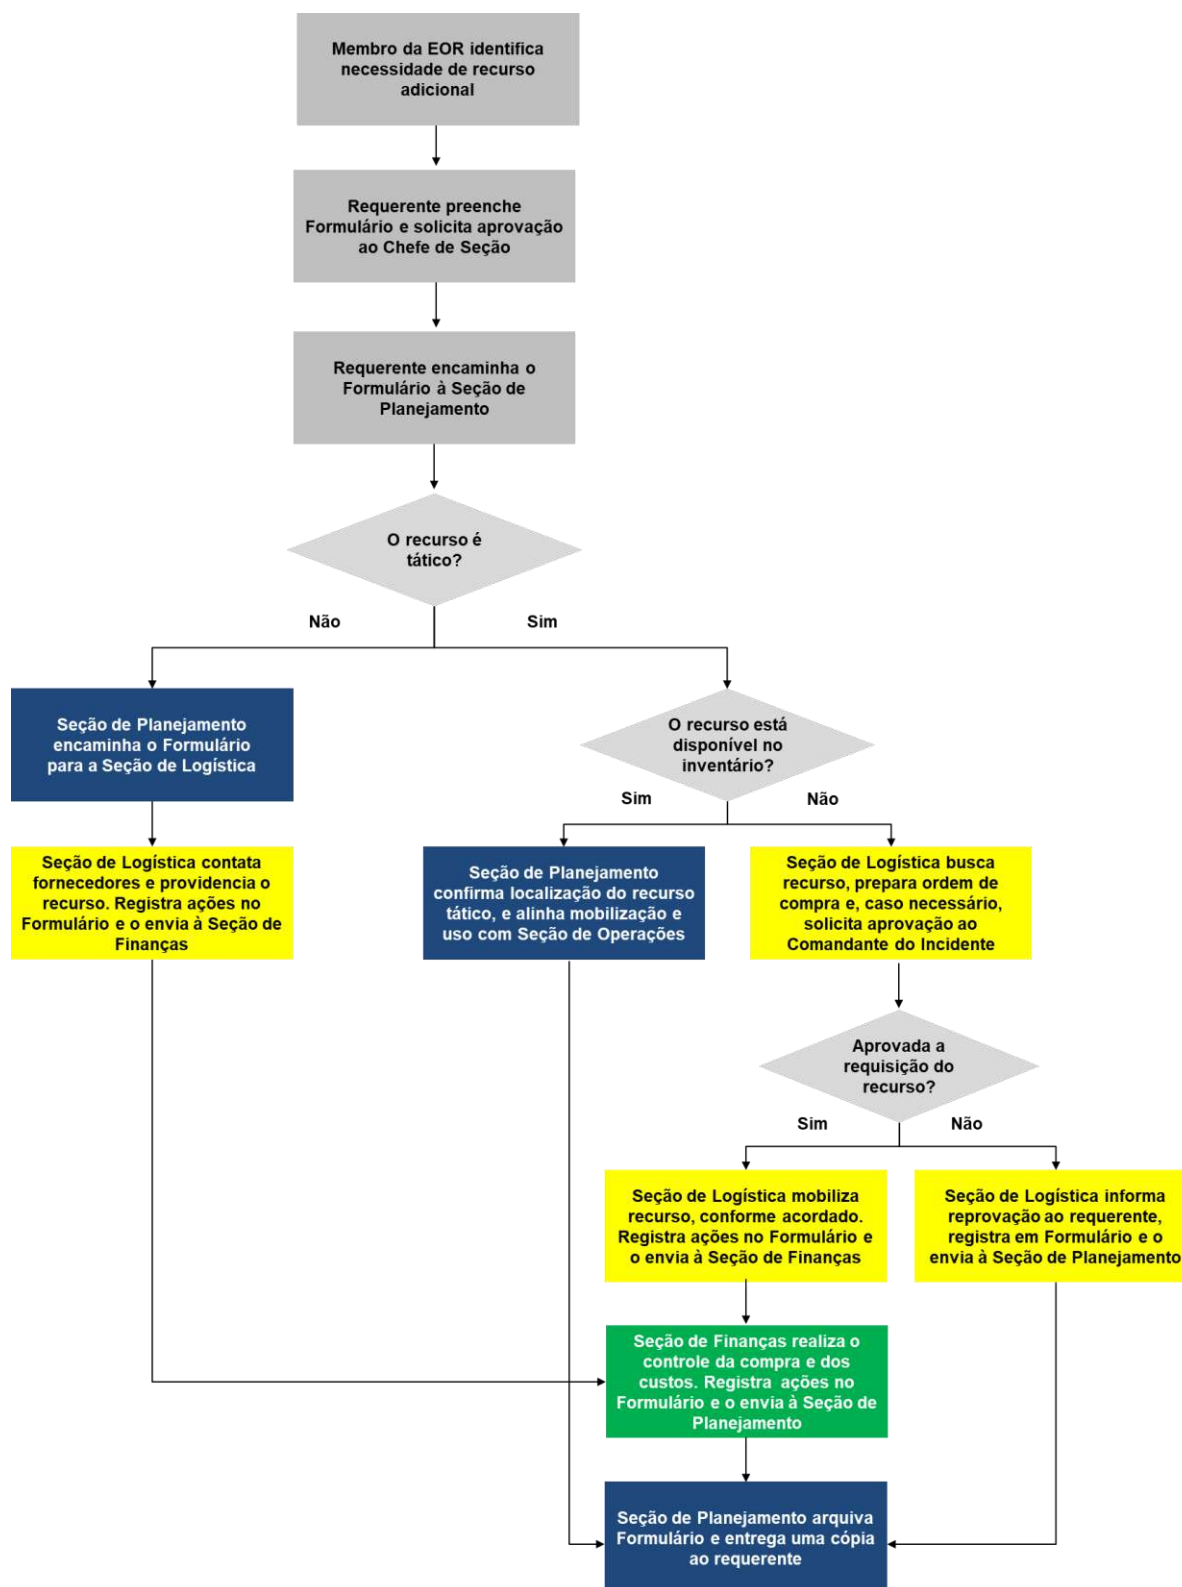 Membro da EOR identifica
necessidade de recurso
adicional
Requerente preenche
Formulário e solicita aprovação
ao Chefe de Seção
Requerente encaminha o
Formulário à Seção de
Planejamento
O recurso é
tático?
Não
Sim
Seção de Planejamento
encaminha o Formulário
para a Seção de Logística
O recurso está
disponível no
inventário?
Sim
Não
Seção de Logística contata
fornecedores e providencia o
recurso. Registra ações no
Formulário e o envia à Seção de
Finanças
Seção de Planejamento
confirma localização do recurso
tático, e alinha mobilização e
uso com Seção de Operações
Seção de Logística busca
recurso, prepara ordem de
compra e, caso necessário,
solicita aprovação ao
Comandante do Incidente
Aprovada a
requisição do
recurso?
Sim
Não
Seção de Logística mobiliza
recurso, conforme acordado.
Registra ações no Formulário e
o envia à Seção de Finanças
Seção de Logística informa
reprovação ao requerente,
registra em Formulário e o
envia à Seção de Planejamento
Seção de Finanças realiza o
controle da compra e dos
custos. Registra ações no
Formulário e o envia à Seção de
Planejamento
Seção de Planejamento arquiva
Formulário e entrega uma cópia
ao requerente